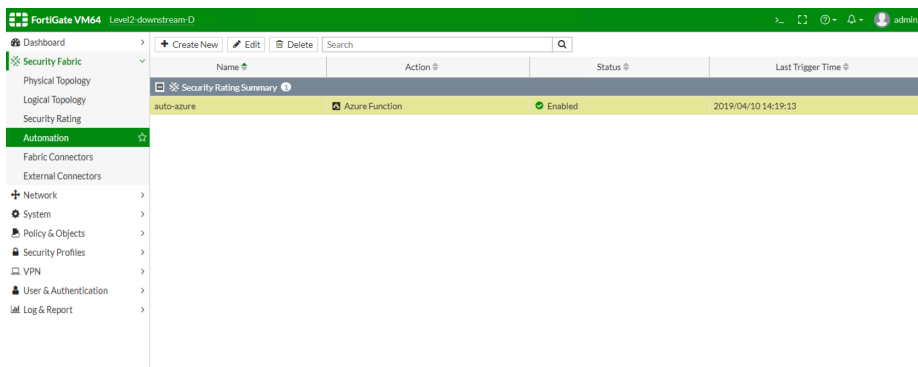 FortiGate VM64 Level2-downstream-D >_ admin
Dashboard
Security Fabric
Physical Topology
Logical Topology
Security Rating
Automation
Fabric Connectors
External Connectors
Network
System
Policy & Objects
Security Profiles
VPN
User & Authentication
Log & Report
+ Create New Edit Delete Search
Name Action Status Last Trigger Time
Security Rating Summary 1
auto-azure Azure Function Enabled 2019/04/10 14:19:13